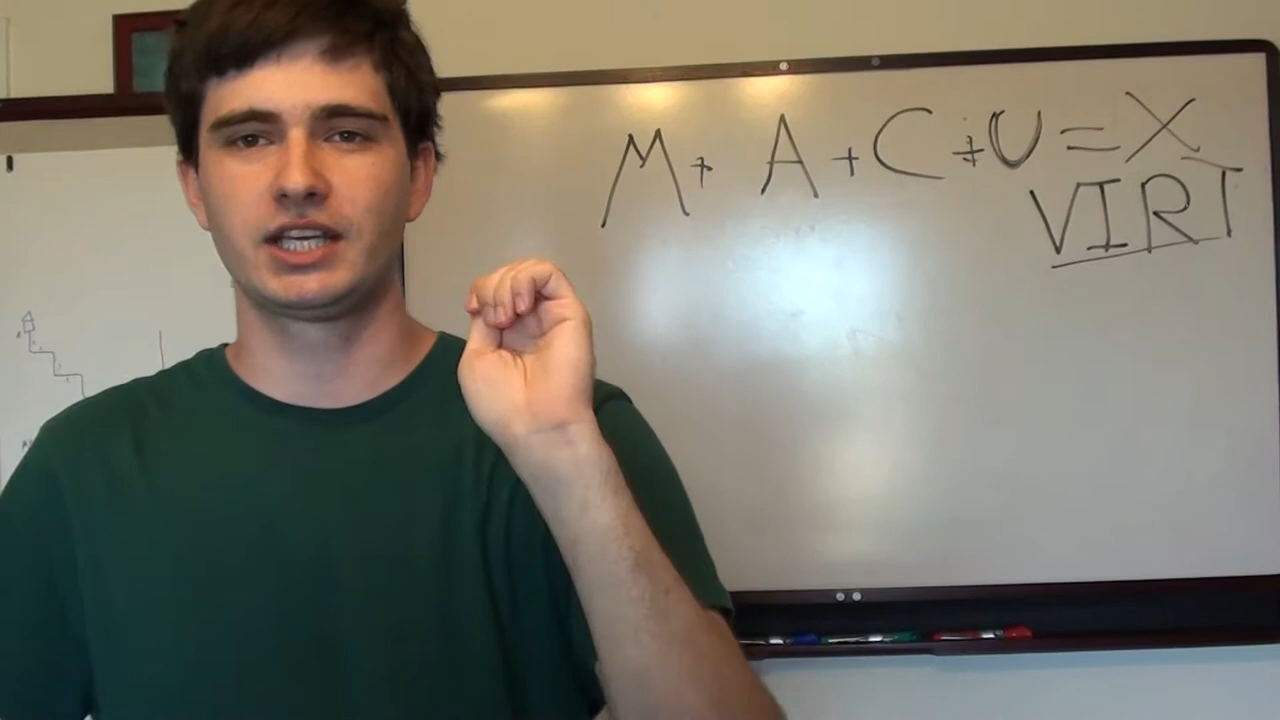 M + A + C + U = X
VIRT